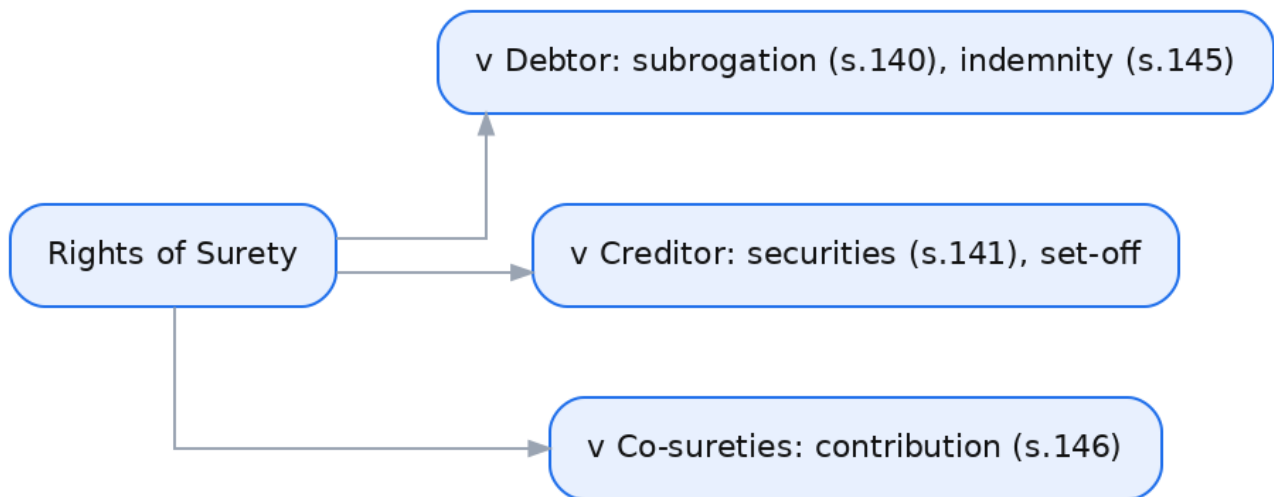 v Debtor: subrogation (s.140), indemnity (s.145)
Rights of Surety
v Creditor: securities (s.141), set-off
v Co-sureties: contribution (s.146)